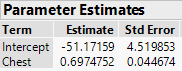 Parameter Estimates
Term Estimate Std Error
Intercept -51.17159 4.519853
Chest 0.6974752 0.044674